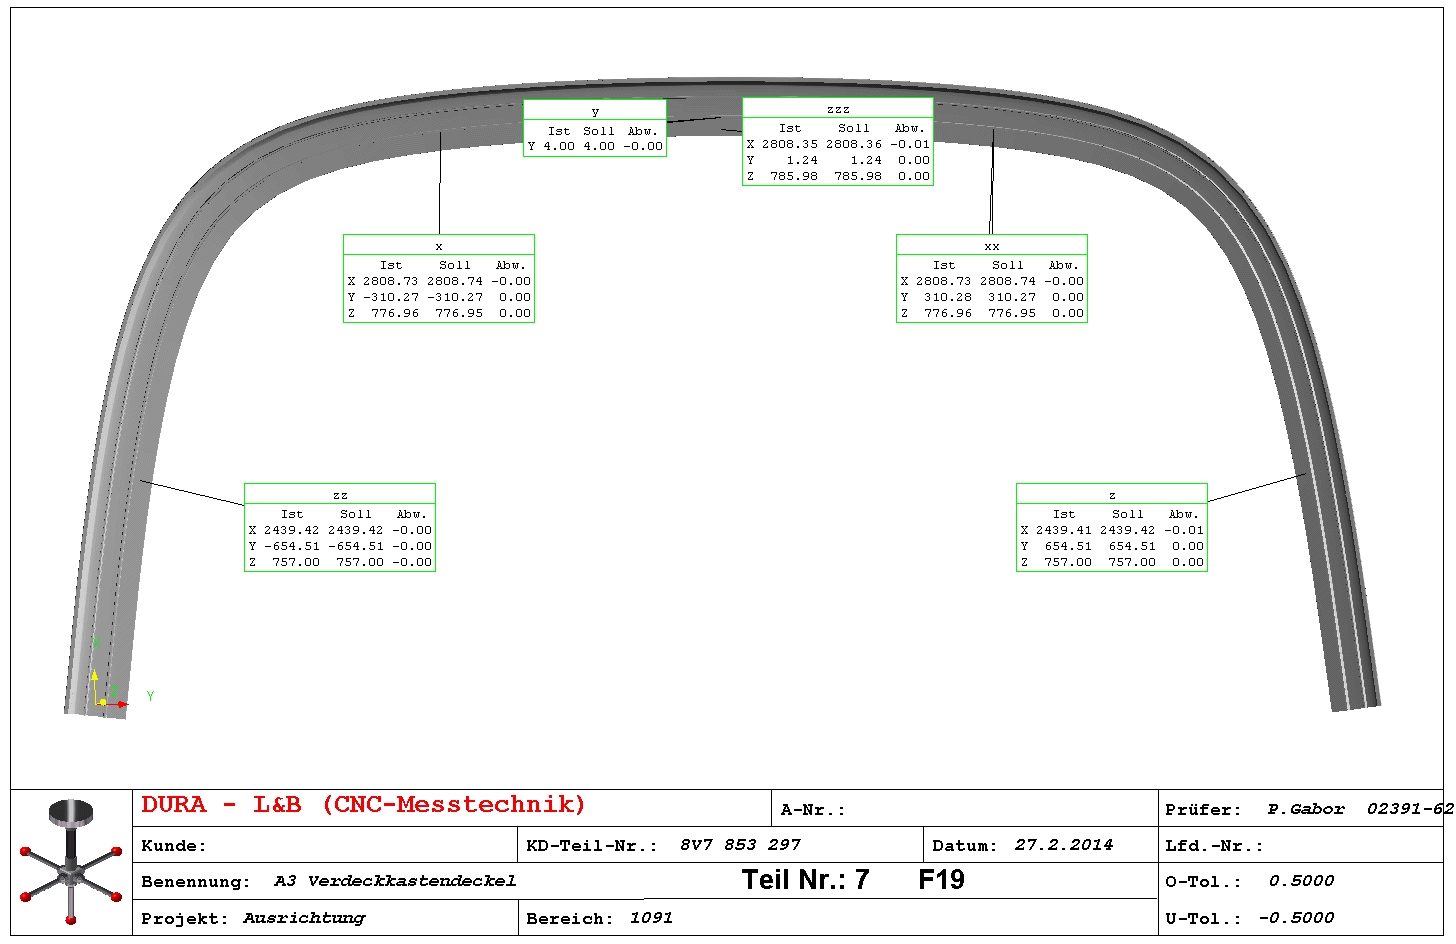 y
Ist Soll Abw.
Y 4.00 4.00 -0.00
zzz
Ist Soll Abw.
X 2808.35 2808.36 -0.01
Y 1.24 1.24 0.00
Z 785.98 785.98 0.00
x
Ist Soll Abw.
X 2808.73 2808.74 -0.00
Y -310.27 -310.27 0.00
Z 776.96 776.95 0.00
xx
Ist Soll Abw.
X 2808.73 2808.74 -0.00
Y 310.28 310.27 0.00
Z 776.96 776.95 0.00
zz
Ist Soll Abw.
X 2439.42 2439.42 -0.00
Y -654.51 -654.51 -0.00
Z 757.00 757.00 -0.00
z
Ist Soll Abw.
X 2439.41 2439.42 -0.01
Y 654.51 654.51 0.00
Z 757.00 757.00 0.00
Z Y
DURA - L&B (CNC-Messtechnik)
A-Nr.:
Prüfer: P.Gabor 02391-62
Kunde:
KD-Teil-Nr.: 8V7 853 297
Datum: 27.2.2014
Lfd.-Nr.:
Benennung: A3 Verdeckkastendeckel
Teil Nr.: 7 F19
O-Tol.: 0.5000
Projekt: Ausrichtung
Bereich: 1091
U-Tol.: -0.5000